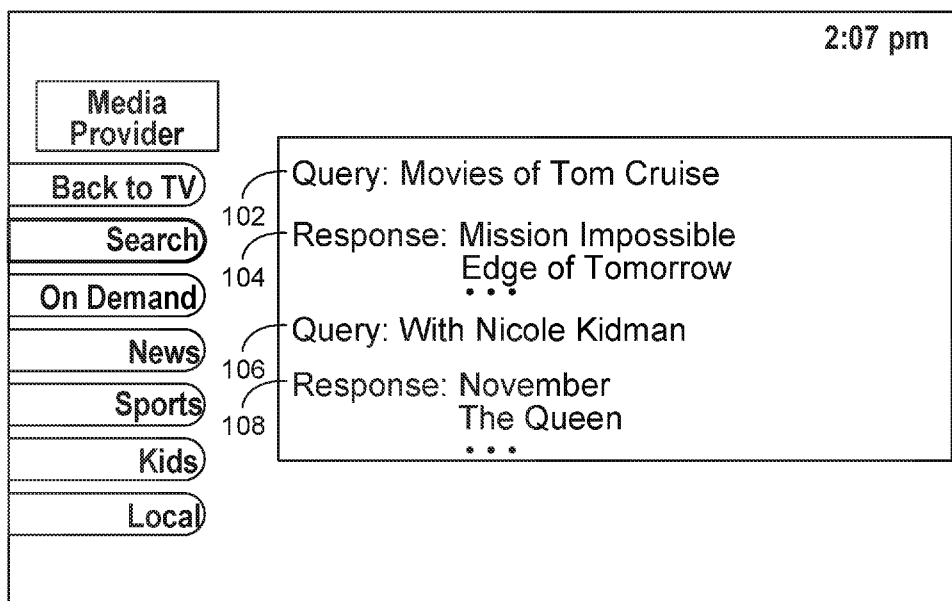 2:07 pm
Media
Provider
Back to TV
Search
On Demand
News
Sports
Kids
Local
102
Query: Movies of Tom Cruise
104
Response: Mission Impossible
Edge of Tomorrow
• • •
106
Query: With Nicole Kidman
108
Response: November
The Queen
• • •